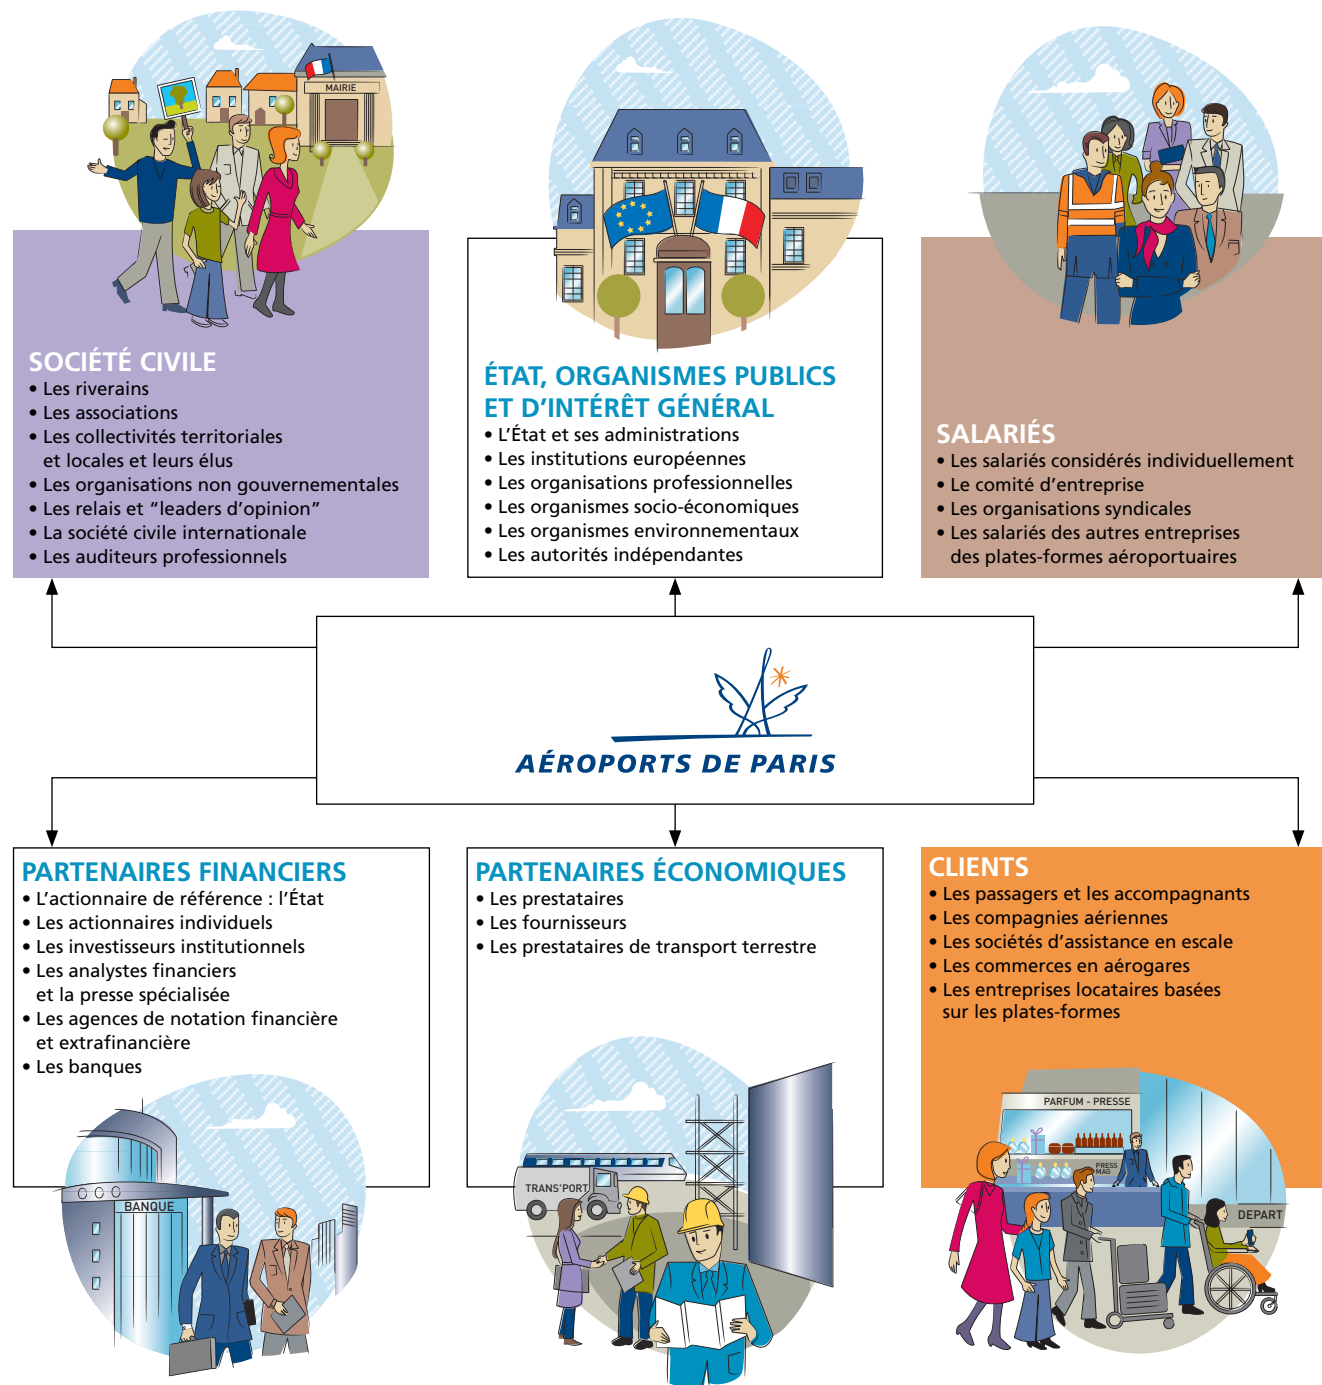 MAIRIE
SOCIÉTÉ CIVILE
• Les riverains
• Les associations
• Les collectivités territoriales
et locales et leurs élus
• Les organisations non gouvernementales
• Les relais et “leaders d’opinion”
• La société civile internationale
• Les auditeurs professionnels
ÉTAT, ORGANISMES PUBLICS
ET D’INTÉRÊT GÉNÉRAL
• L’État et ses administrations
• Les institutions européennes
• Les organisations professionnelles
• Les organismes socio-économiques
• Les organismes environnementaux
• Les autorités indépendantes
SALARIÉS
• Les salariés considérés individuellement
• Le comité d’entreprise
• Les organisations syndicales
• Les salariés des autres entreprises
des plates-formes aéroportuaires
AÉROPORTS DE PARIS
PARTENAIRES FINANCIERS
• L’actionnaire de référence : l’État
• Les actionnaires individuels
• Les investisseurs institutionnels
• Les analystes financiers
et la presse spécialisée
• Les agences de notation financière
et extrafinancière
• Les banques
BANQUE
PARTENAIRES ÉCONOMIQUES
• Les prestataires
• Les fournisseurs
• Les prestataires de transport terrestre
TRANS'PORT
CLIENTS
• Les passagers et les accompagnants
• Les compagnies aériennes
• Les sociétés d’assistance en escale
• Les commerces en aérogares
• Les entreprises locataires basées
sur les plates-formes
PARFUM - PRESSE
PRESS
MAG
DEPART